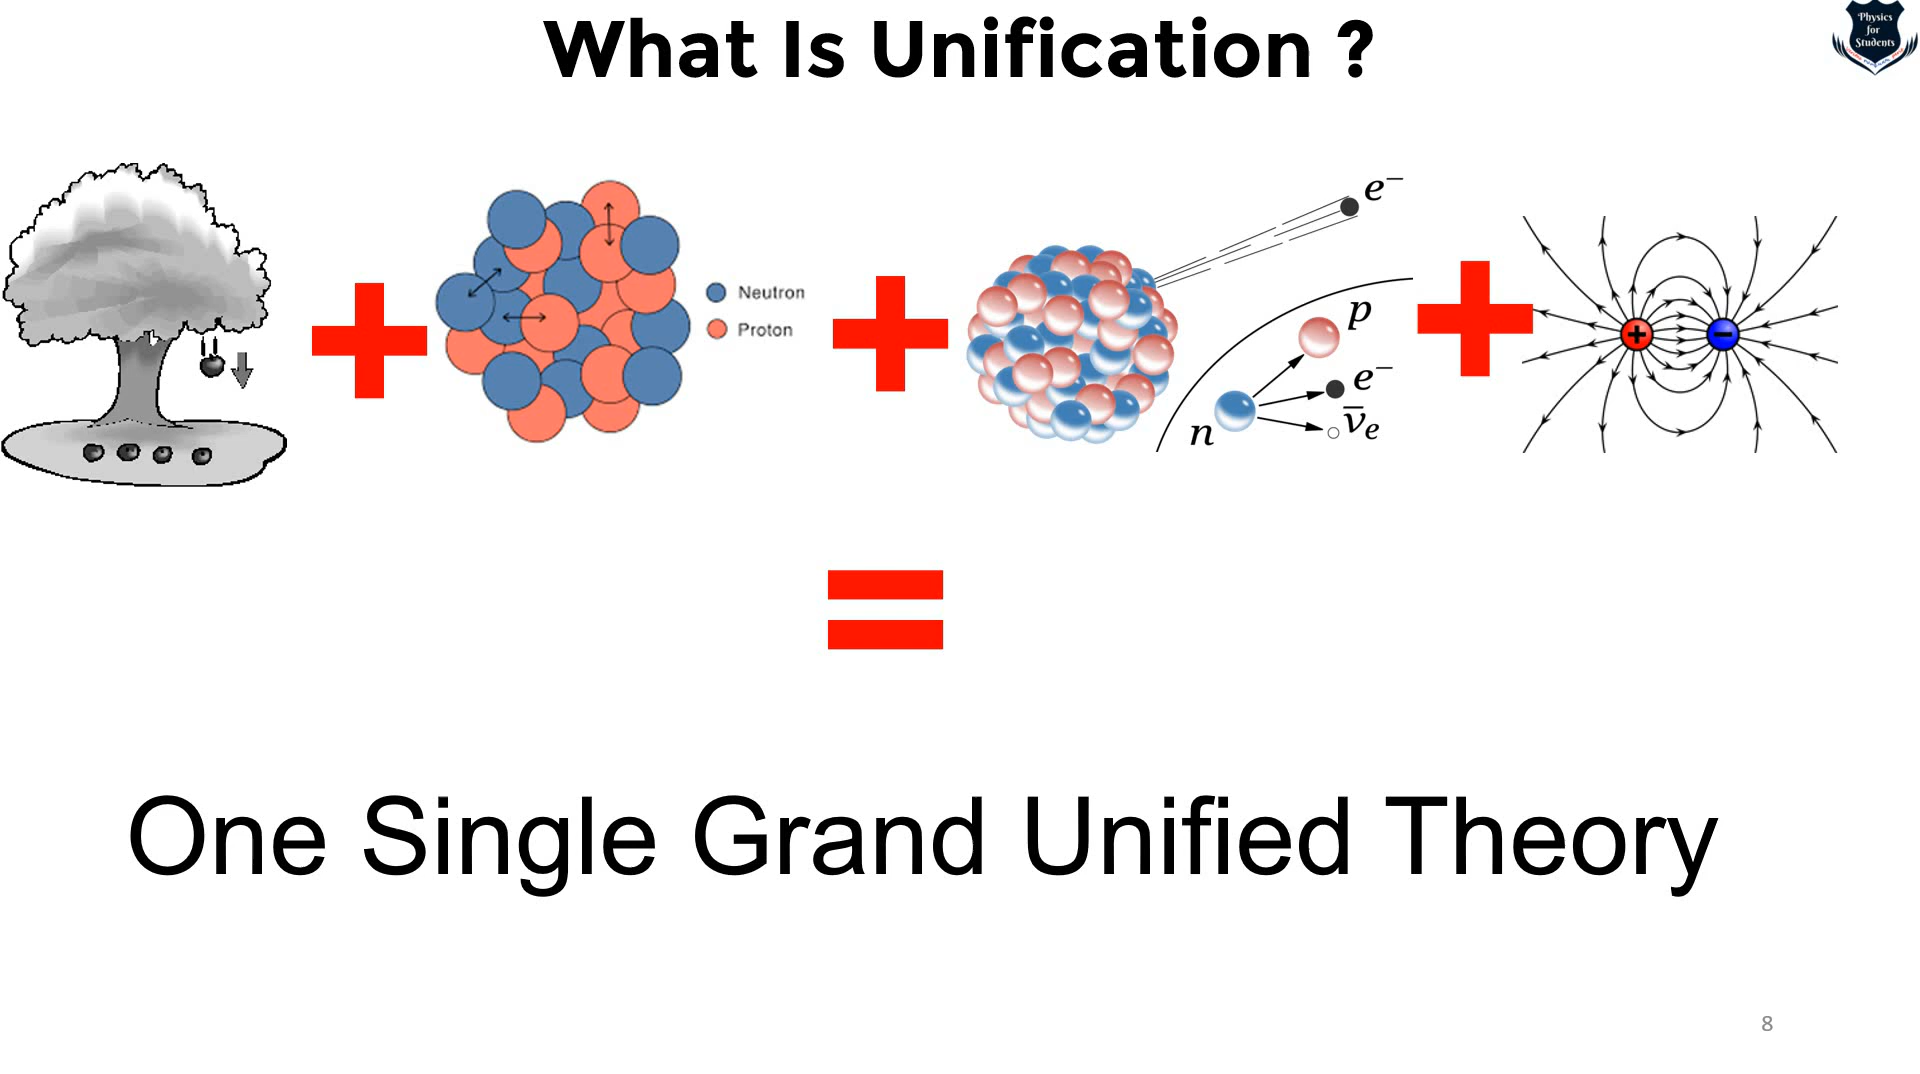 What Is Unification ?
Physics
for
Students
e⁻
Neutron
Proton
p
e⁻
n
ν̅e
+
−
One Single Grand Unified Theory
8